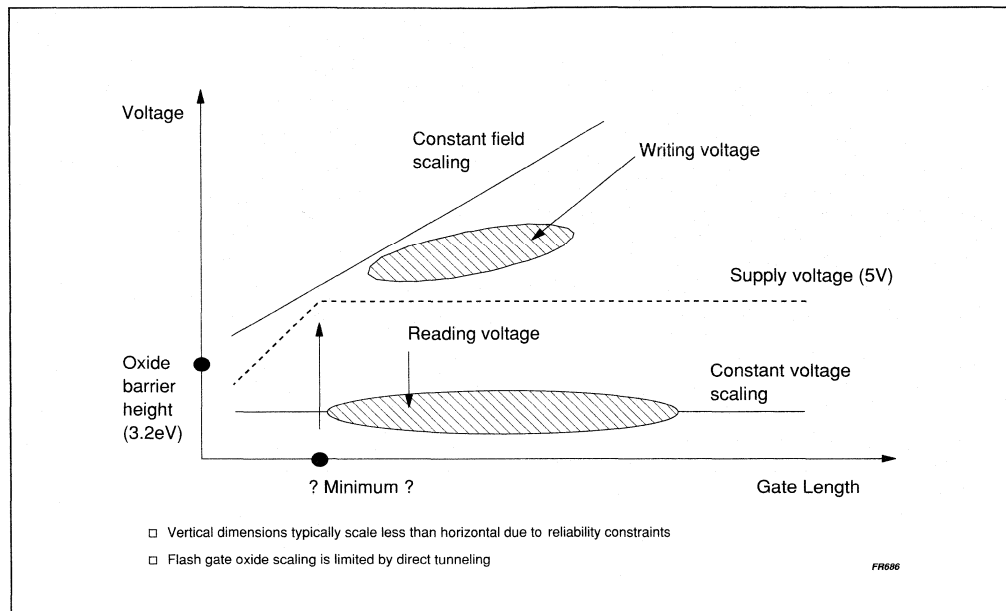 Voltage
Constant field
scaling
Writing voltage
Supply voltage (5V)
Reading voltage
Oxide
barrier
height
(3.2eV)
Constant voltage
scaling
? Minimum ?
Gate Length
□ Vertical dimensions typically scale less than horizontal due to reliability constraints
□ Flash gate oxide scaling is limited by direct tunneling
FR686